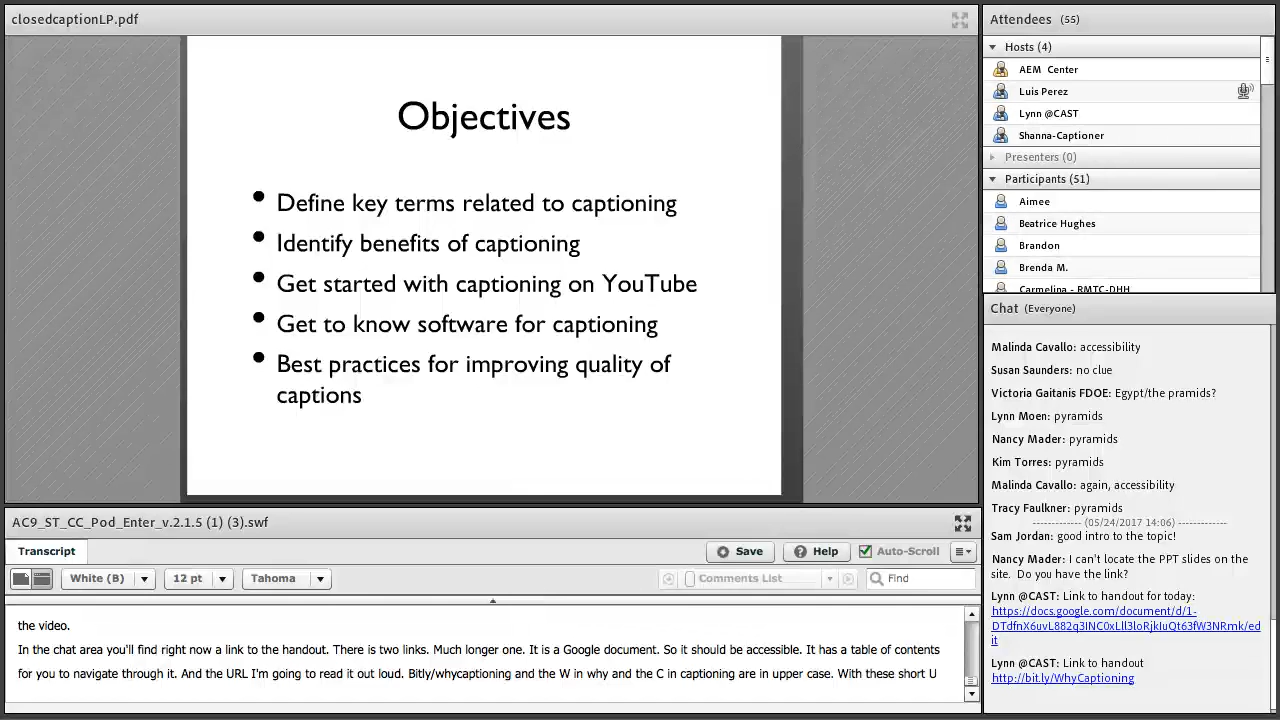 closedcaptionLP.pdf
Objectives
Define key terms related to captioning
Identify benefits of captioning
Get started with captioning on YouTube
Get to know software for captioning
Best practices for improving quality of
captions
AC9_ST_CC_Pod_Enter_v.2.1.5 (1) (3).swf
Transcript
Save
Help
Auto-Scroll
White (B)
12 pt
Tahoma
Comments List
Find
the video.
In the chat area you'll find right now a link to the handout. There is two links. Much longer one. It is a Google document. So it should be accessible. It has a table of contents
for you to navigate through it. And the URL I'm going to read it out loud. Bitly/whycaptioning and the W in why and the C in captioning are in upper case. With these short U
Attendees (55)
Hosts (4)
AEM Center
Luis Perez
Lynn @CAST
Shanna-Captioner
Presenters (0)
Participants (51)
Aimee
Beatrice Hughes
Brandon
Brenda M.
Carmelina - RMTC-DHH
Chat (Everyone)
Malinda Cavallo: accessibility
Susan Saunders: no clue
Victoria Gaitanis FDOE: Egypt/the pramids?
Lynn Moen: pyramids
Nancy Mader: pyramids
Kim Torres: pyramids
Malinda Cavallo: again, accessibility
Tracy Faulkner: pyramids
------------- (05/24/2017 14:06) -------------
Sam Jordan: good intro to the topic!
Nancy Mader: I can't locate the PPT slides on the
site. Do you have the link?
Lynn @CAST: Link to handout for today:
https://docs.google.com/document/d/1-
Lynn @CAST: Link to handout
http://bit.ly/WhyCaptioning